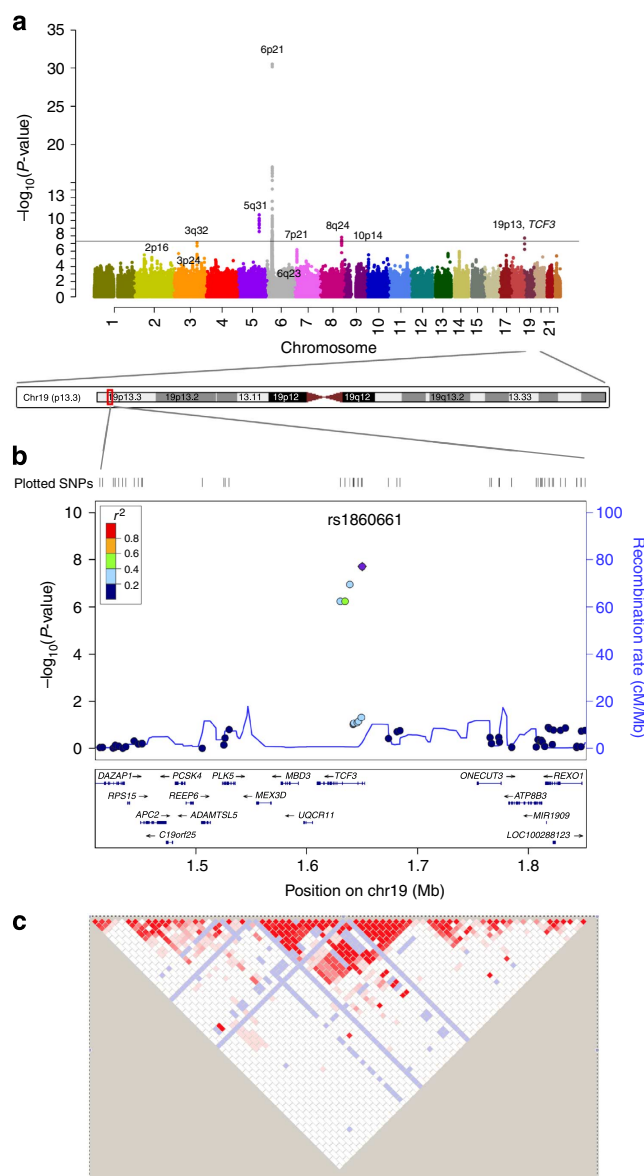 a
35
30
25
20
13
10
8
6
4
2
0
−log10(P-value)
6p21
5q31
3q32
2p16
3p24
7p21
6q23
8q24
10p14
19p13, TCF3
1
2
3
4
5
6
7
8
9
10
11
12
13
14
15
17
19
21
Chromosome
Chr19 (p13.3)
19p13.3
19p13.2
13.11
19p12
19q12
19q13.2
13.33
b
Plotted SNPs
10
8
6
4
2
0
−log10(P-value)
r2
0.8
0.6
0.4
0.2
rs1860661
100
80
60
40
20
0
Recombination rate (cM/Mb)
DAZAP1 → ← PCSK4 PLK5 → ← MBD3 ← TCF3 ONECUT3 → ← REXO1
RPS15 → REEP6 → ← MEX3D ← ATP8B3
APC2 → ← ADAMTSL5 ← UQCR11 ← MIR1909
← C19orf25 LOC100288123 →
1.5
1.6
1.7
1.8
Position on chr19 (Mb)
c